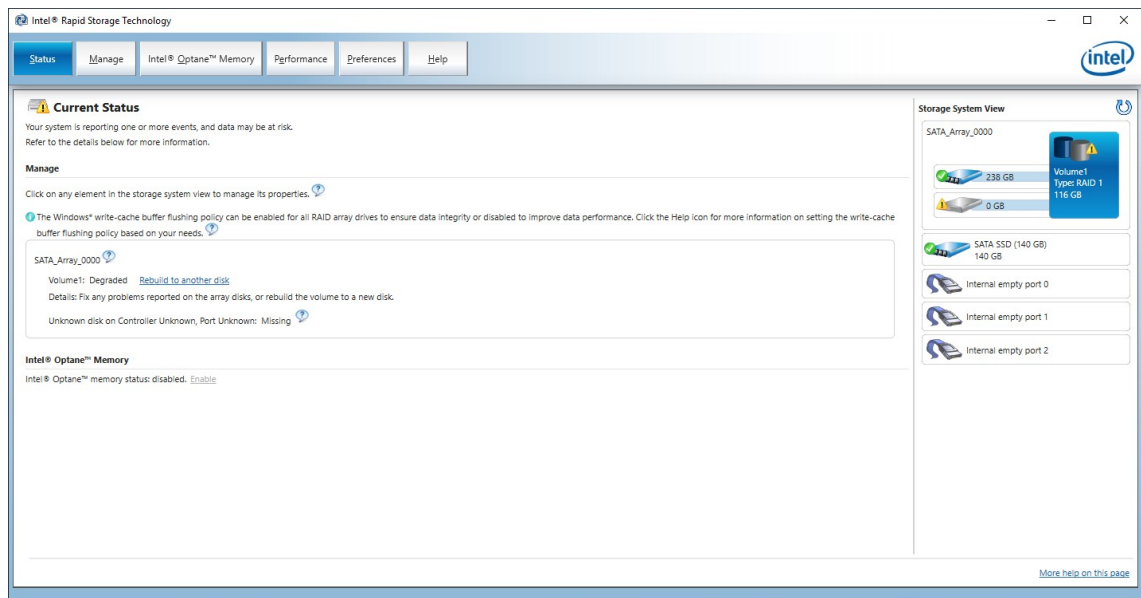 Intel® Rapid Storage Technology
Status
Manage
Intel® Optane™ Memory
Performance
Preferences
Help
intel
Current Status
Your system is reporting one or more events, and data may be at risk.
Refer to the details below for more information.
Manage
Click on any element in the storage system view to manage its properties.
The Windows* write-cache buffer flushing policy can be enabled for all RAID array drives to ensure data integrity or disabled to improve data performance. Click the Help icon for more information on setting the write-cache
buffer flushing policy based on your needs.
SATA_Array_0000
Volume1: Degraded Rebuild to another disk
Details: Fix any problems reported on the array disks, or rebuild the volume to a new disk.
Unknown disk on Controller Unknown, Port Unknown: Missing
Intel® Optane™ Memory
Intel® Optane™ memory status: disabled. Enable
Storage System View
SATA_Array_0000
238 GB
0 GB
Volume1
Type: RAID 1
116 GB
SATA SSD (140 GB)
140 GB
Internal empty port 0
Internal empty port 1
Internal empty port 2
More help on this page